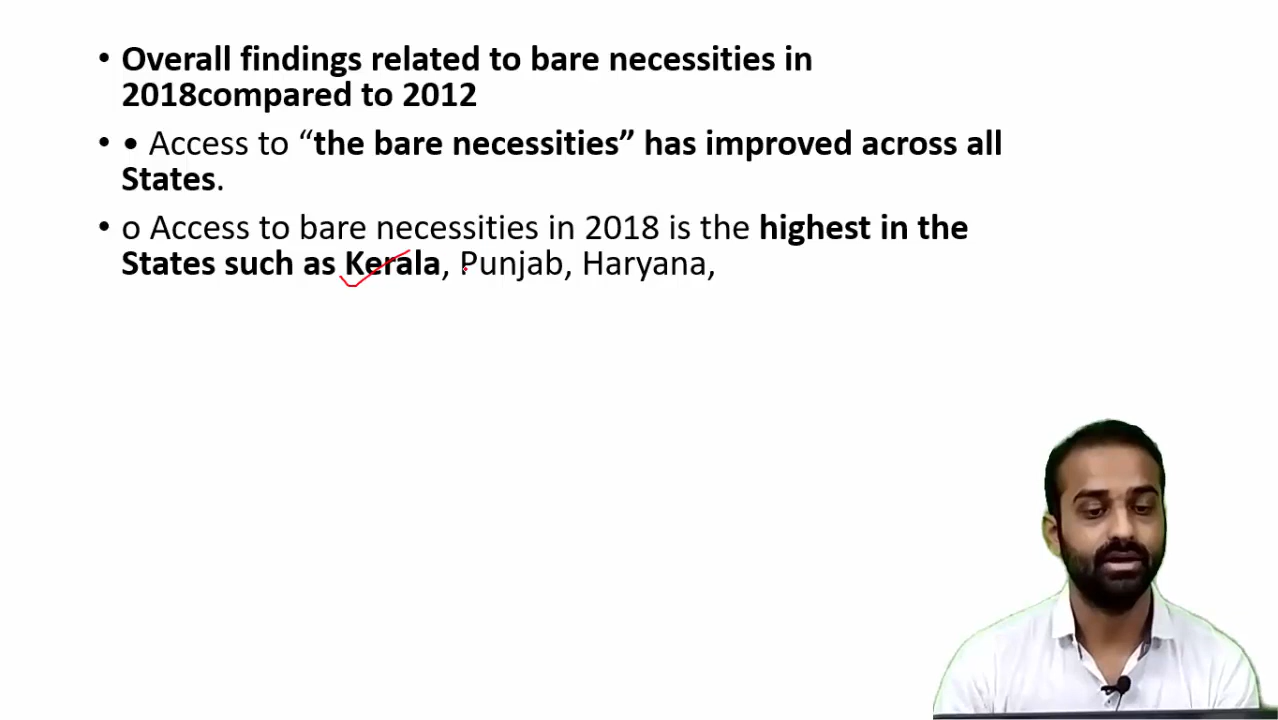 • Overall findings related to bare necessities in
2018compared to 2012
• • Access to “the bare necessities” has improved across all
States.
• o Access to bare necessities in 2018 is the highest in the
States such as Kerala, Punjab, Haryana,